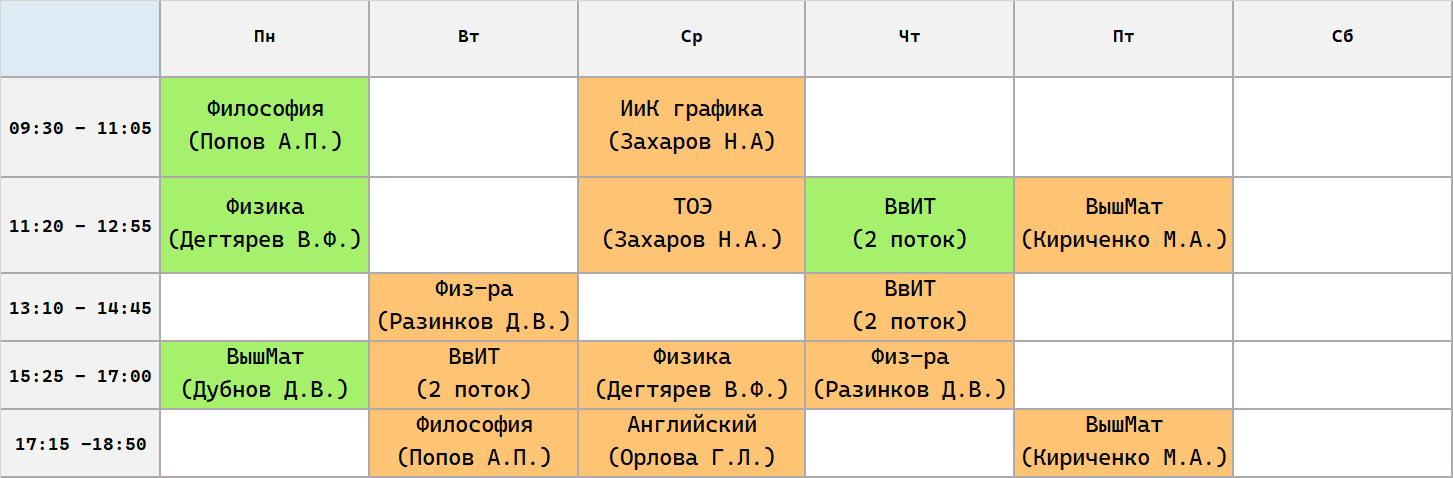 Пн Вт Ср Чт Пт Сб
09:30 - 11:05
Философия
(Попов А.П.)
ИиК графика
(Захаров Н.А)
11:20 - 12:55
Физика
(Дегтярев В.Ф.)
ТОЭ
(Захаров Н.А.)
ВвИТ
(2 поток)
ВышМат
(Кириченко М.А.)
13:10 - 14:45
Физ-ра
(Разинков Д.В.)
ВвИТ
(2 поток)
15:25 - 17:00
ВышМат
(Дубнов Д.В.)
ВвИТ
(2 поток)
Физика
(Дегтярев В.Ф.)
Физ-ра
(Разинков Д.В.)
17:15 -18:50
Философия
(Попов А.П.)
Английский
(Орлова Г.Л.)
ВышМат
(Кириченко М.А.)